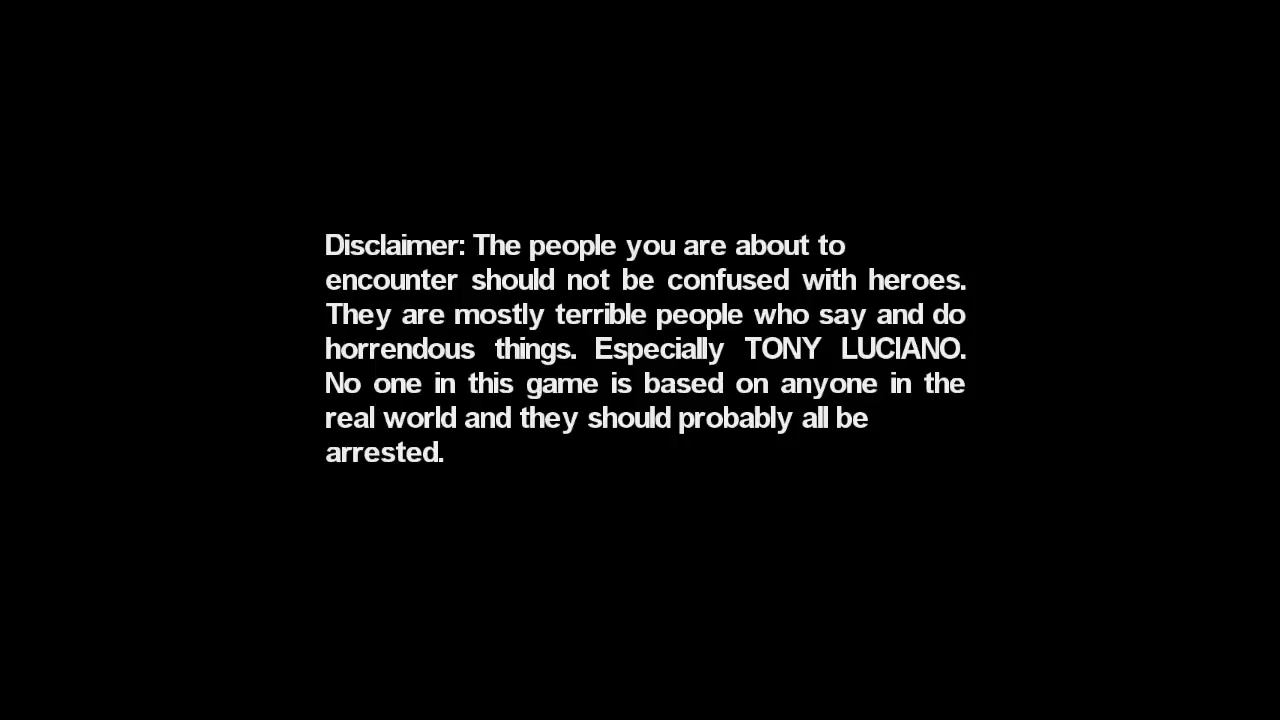 Disclaimer: The people you are about to
encounter should not be confused with heroes.
They are mostly terrible people who say and do
horrendous things. Especially TONY LUCIANO.
No one in this game is based on anyone in the
real world and they should probably all be
arrested.